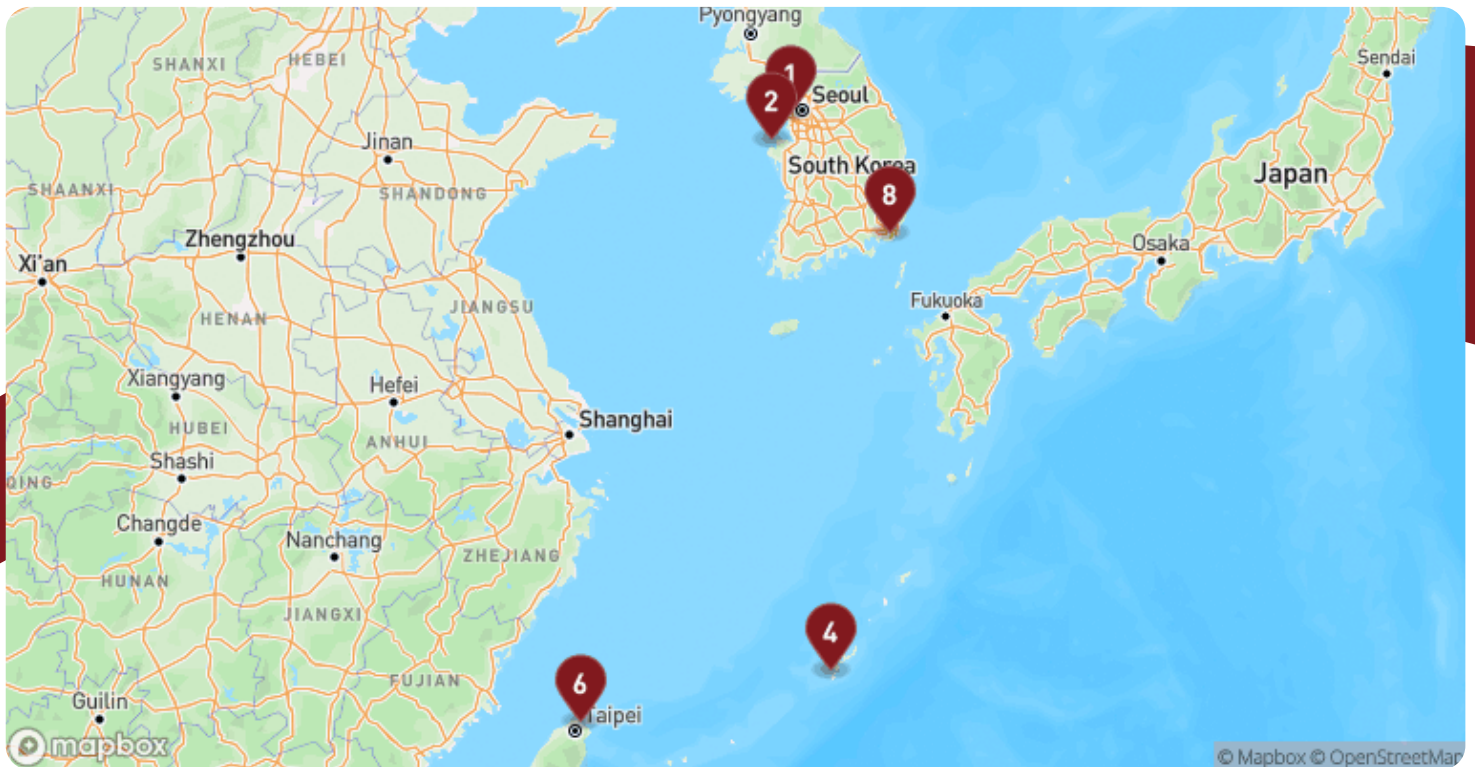 Pyongyang
Sendai
SHANXI
HEBEI
1
2
Seoul
Jinan
South Korea
Japan
SHAANXI
SHANDONG
8
Zhengzhou
Osaka
Xi'an
Fukuoka
JIANGSU
HENAN
Xiangyang
Hefei
Shanghai
HUBEI
ANHUI
Shashi
QING
Changde
Nanchang
ZHEJIANG
HUNAN
JIANGXI
4
FUJIAN
6
Guilin
Taipei
mapbox
© Mapbox © OpenStreetMap